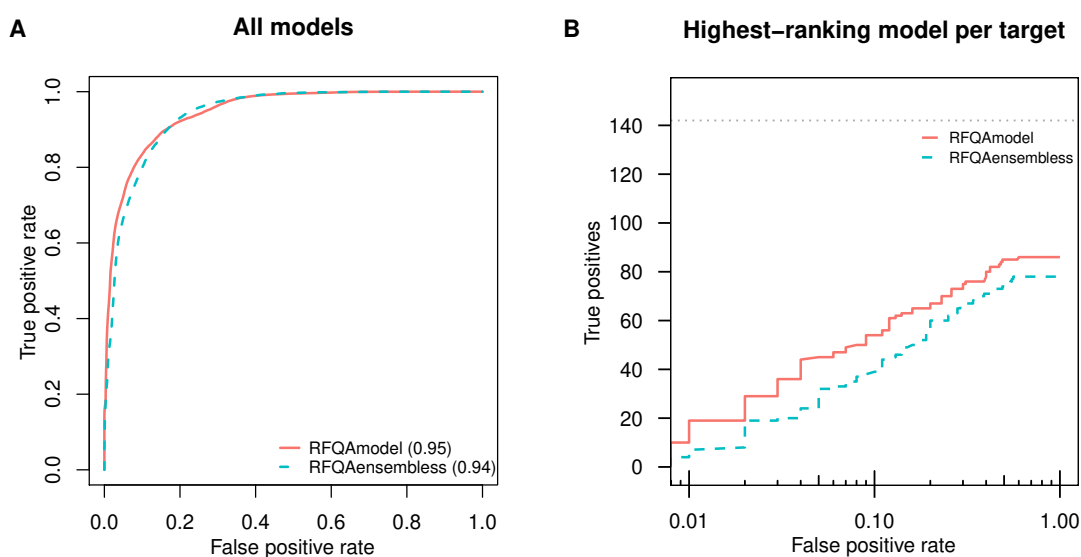 A
All models
True positive rate
1.0
0.8
0.6
0.4
0.2
0.0
RFQAmodel (0.95)
RFQAensembless (0.94)
0.0 0.2 0.4 0.6 0.8 1.0
False positive rate
B
Highest−ranking model per target
True positives
140
120
100
80
60
40
20
0
RFQAmodel
RFQAensembless
0.01 0.10 1.00
False positive rate